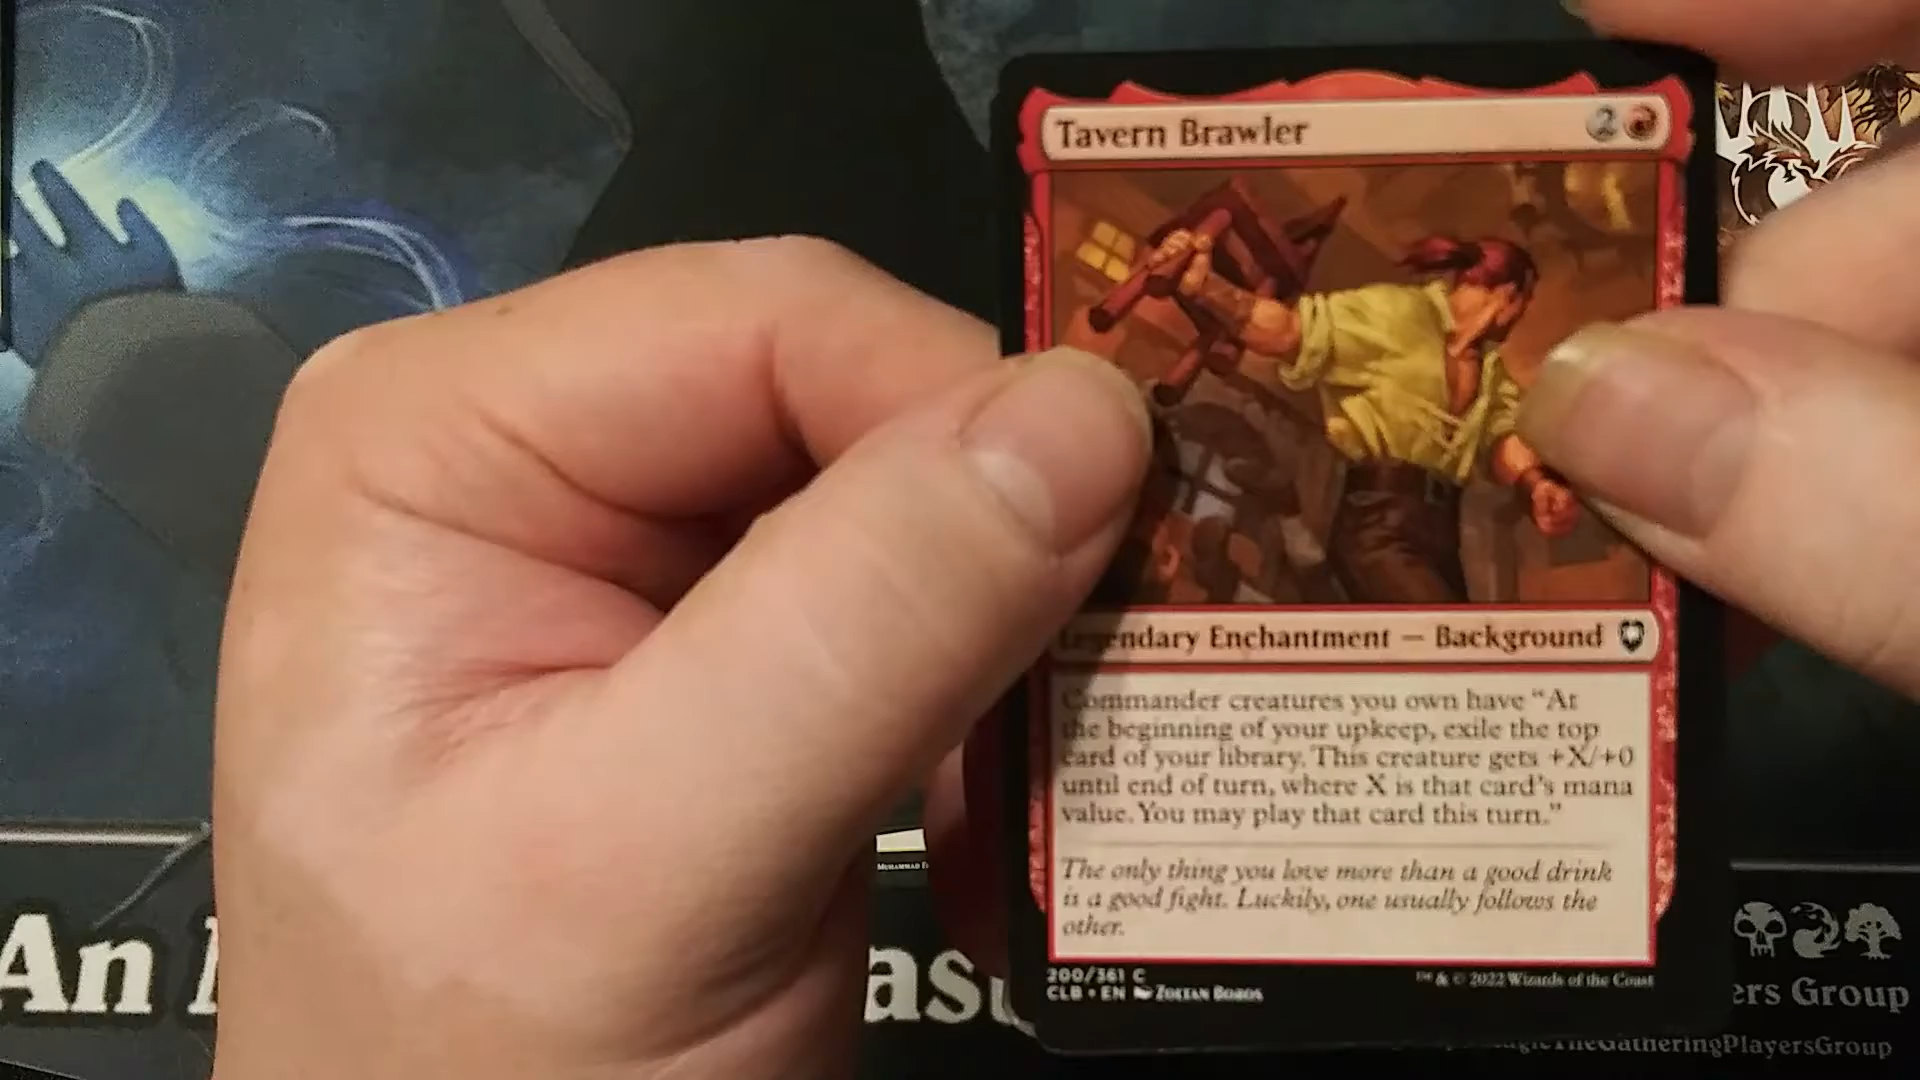 Tavern Brawler
2
Legendary Enchantment — Background
Commander creatures you own have “At
the beginning of your upkeep, exile the top
card of your library. This creature gets +X/+0
until end of turn, where X is that card’s mana
value. You may play that card this turn.”
The only thing you love more than a good drink
is a good fight. Luckily, one usually follows the
other.
200/361 C
CLB • EN Zoltan Boros
™ & © 2022 Wizards of the Coast
Muhammad
An
ers Group
TheGatheringPlayersGroup